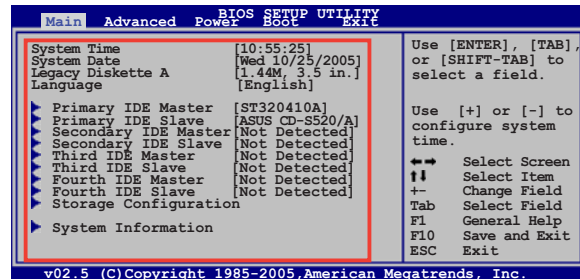 BIOS SETUP UTILITY
Main Advanced Power Boot Exit
System Time [10:55:25]
System Date [Wed 10/25/2005]
Legacy Diskette A [1.44M, 3.5 in.]
Language [English]
Primary IDE Master [ST320410A]
Primary IDE Slave [ASUS CD-S520/A]
Secondary IDE Master [Not Detected]
Secondary IDE Slave [Not Detected]
Third IDE Master [Not Detected]
Third IDE Slave [Not Detected]
Fourth IDE Master [Not Detected]
Fourth IDE Slave [Not Detected]
Storage Configuration
System Information
Use [ENTER], [TAB],
or [SHIFT-TAB] to
select a field.
Use [+] or [-] to
configure system
time.
Select Screen
Select Item
+- Change Field
Tab Select Field
F1 General Help
F10 Save and Exit
ESC Exit
v02.5 (C)Copyright 1985-2005,American Megatrends, Inc.